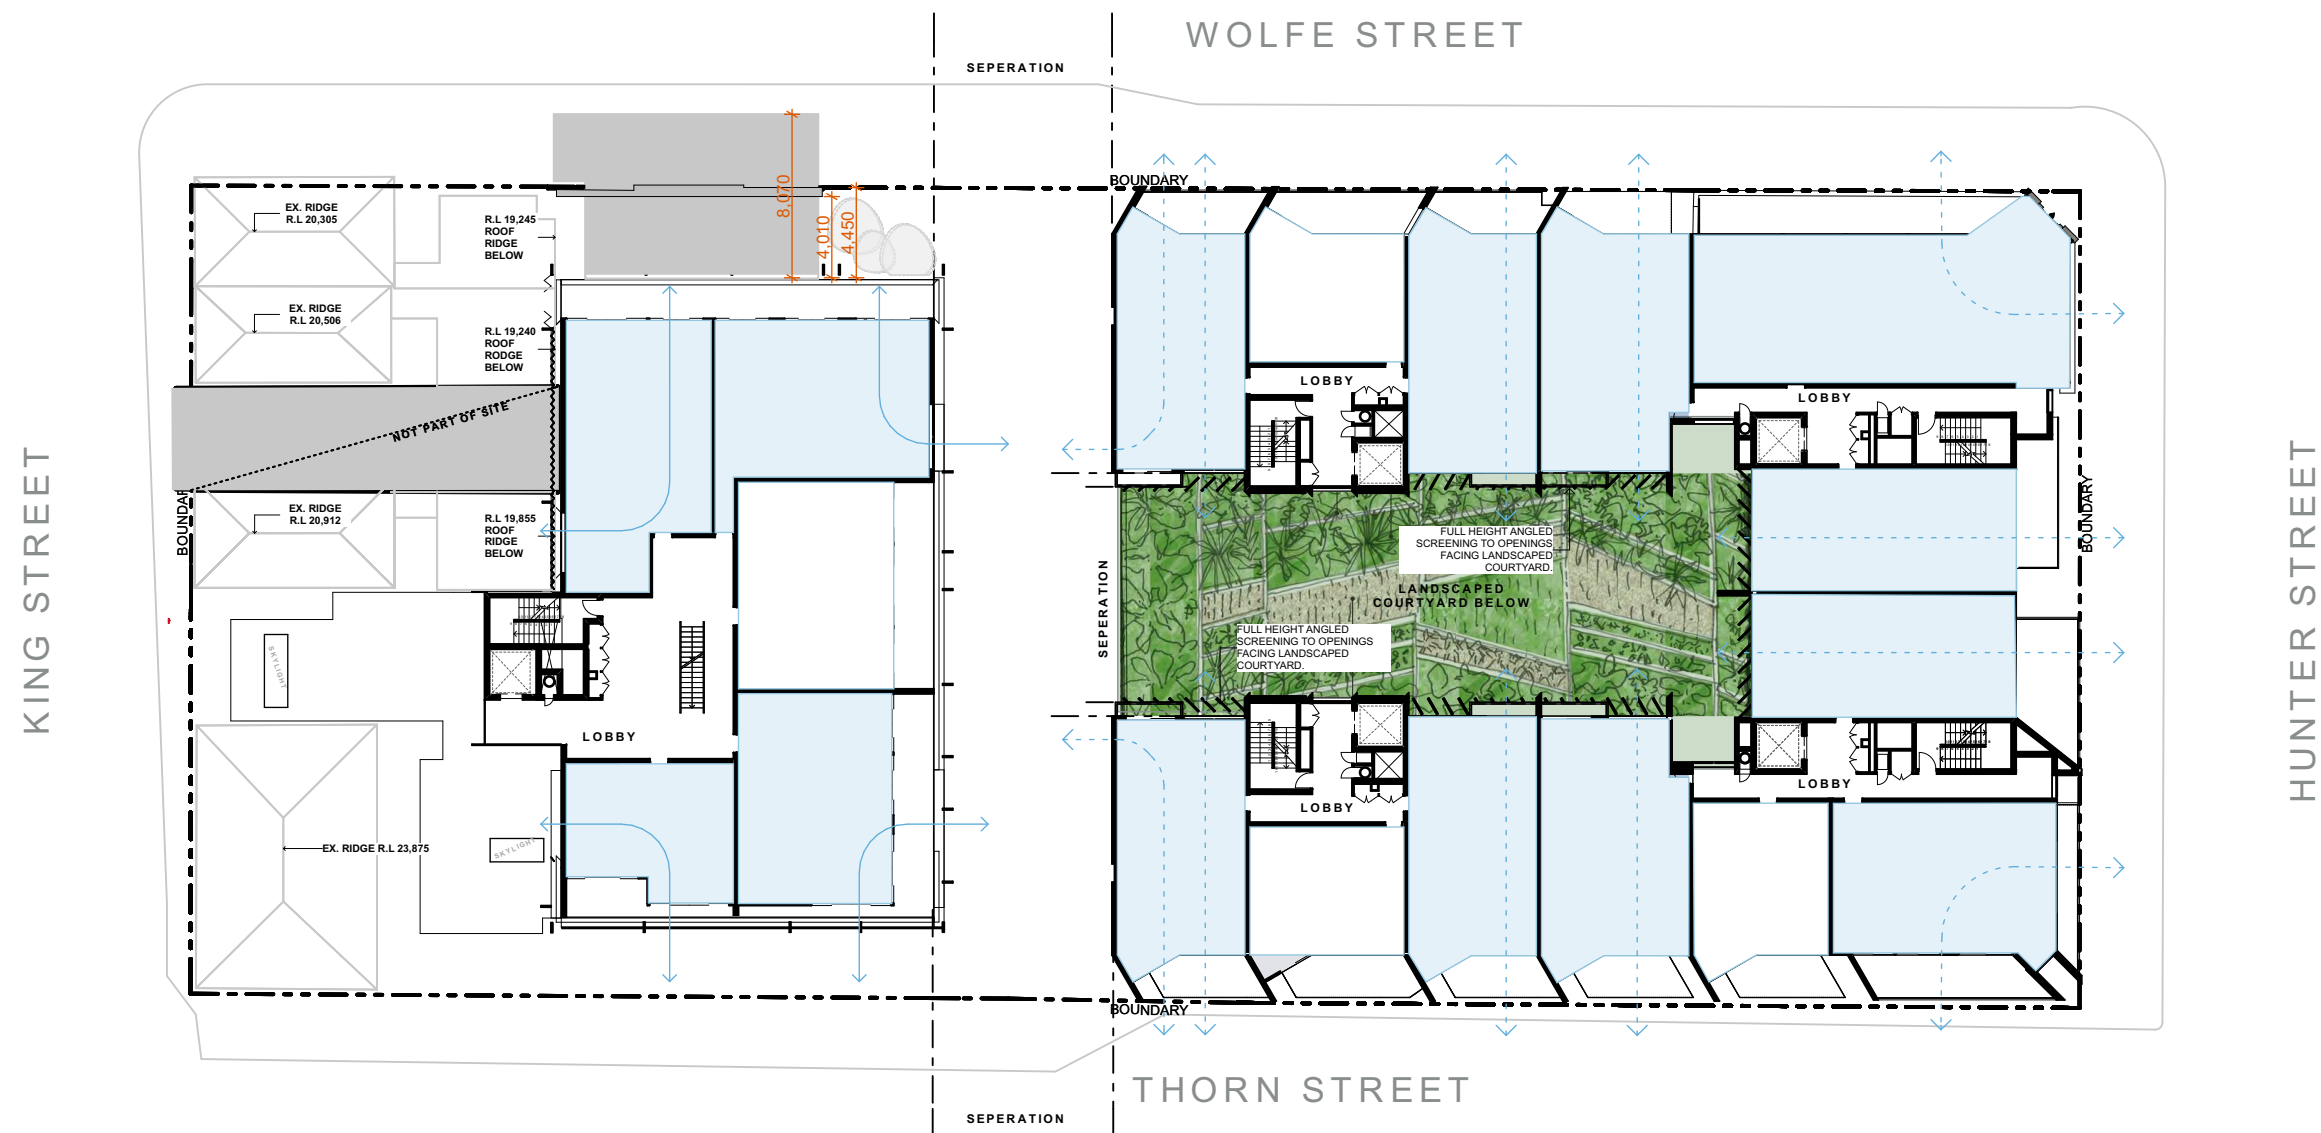 WOLFE STREET
SEPERATION
BOUNDARY
EX. RIDGE
R.L 20,305
R.L 19,245
ROOF
RIDGE
BELOW
8,070
4,010
4,450
EX. RIDGE
R.L 20,506
R.L 19,240
ROOF
RODGE
BELOW
LOBBY
LOBBY
NOT PART OF SITE
KING STREET
HUNTER STREET
BOUNDARY
EX. RIDGE
R.L 20,912
R.L 19,855
ROOF
RIDGE
BELOW
FULL HEIGHT ANGLED
SCREENING TO OPENINGS
FACING LANDSCAPED
COURTYARD.
LANDSCAPED
COURTYARD BELOW
SEPERATION
FULL HEIGHT ANGLED
SCREENING TO OPENINGS
FACING LANDSCAPED
COURTYARD.
SKYLIGHT
LOBBY
LOBBY
LOBBY
EX. RIDGE R.L 23,875
SKYLIGHT
BOUNDARY
THORN STREET
SEPERATION